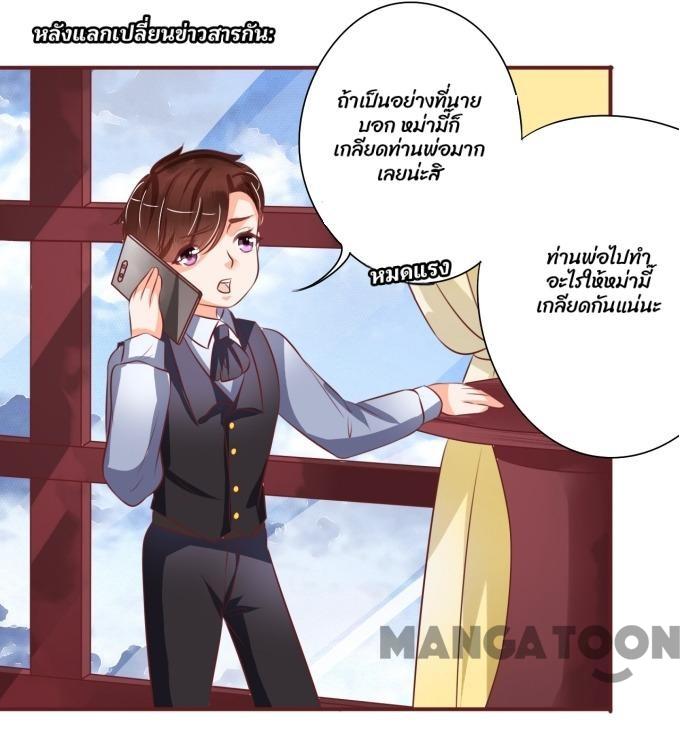 หลังแลกเปลี่ยนข่าวสารกัน:
ถ้าเป็นอย่างที่นาย
บอก หม่ามี๊ก็
เกลียดท่านพ่อมาก
เลยน่ะสิ
หมดแรง
ท่านพ่อไปทำ
อะไรให้หม่ามี๊
เกลียดกันแน่นะ
MANGATOON